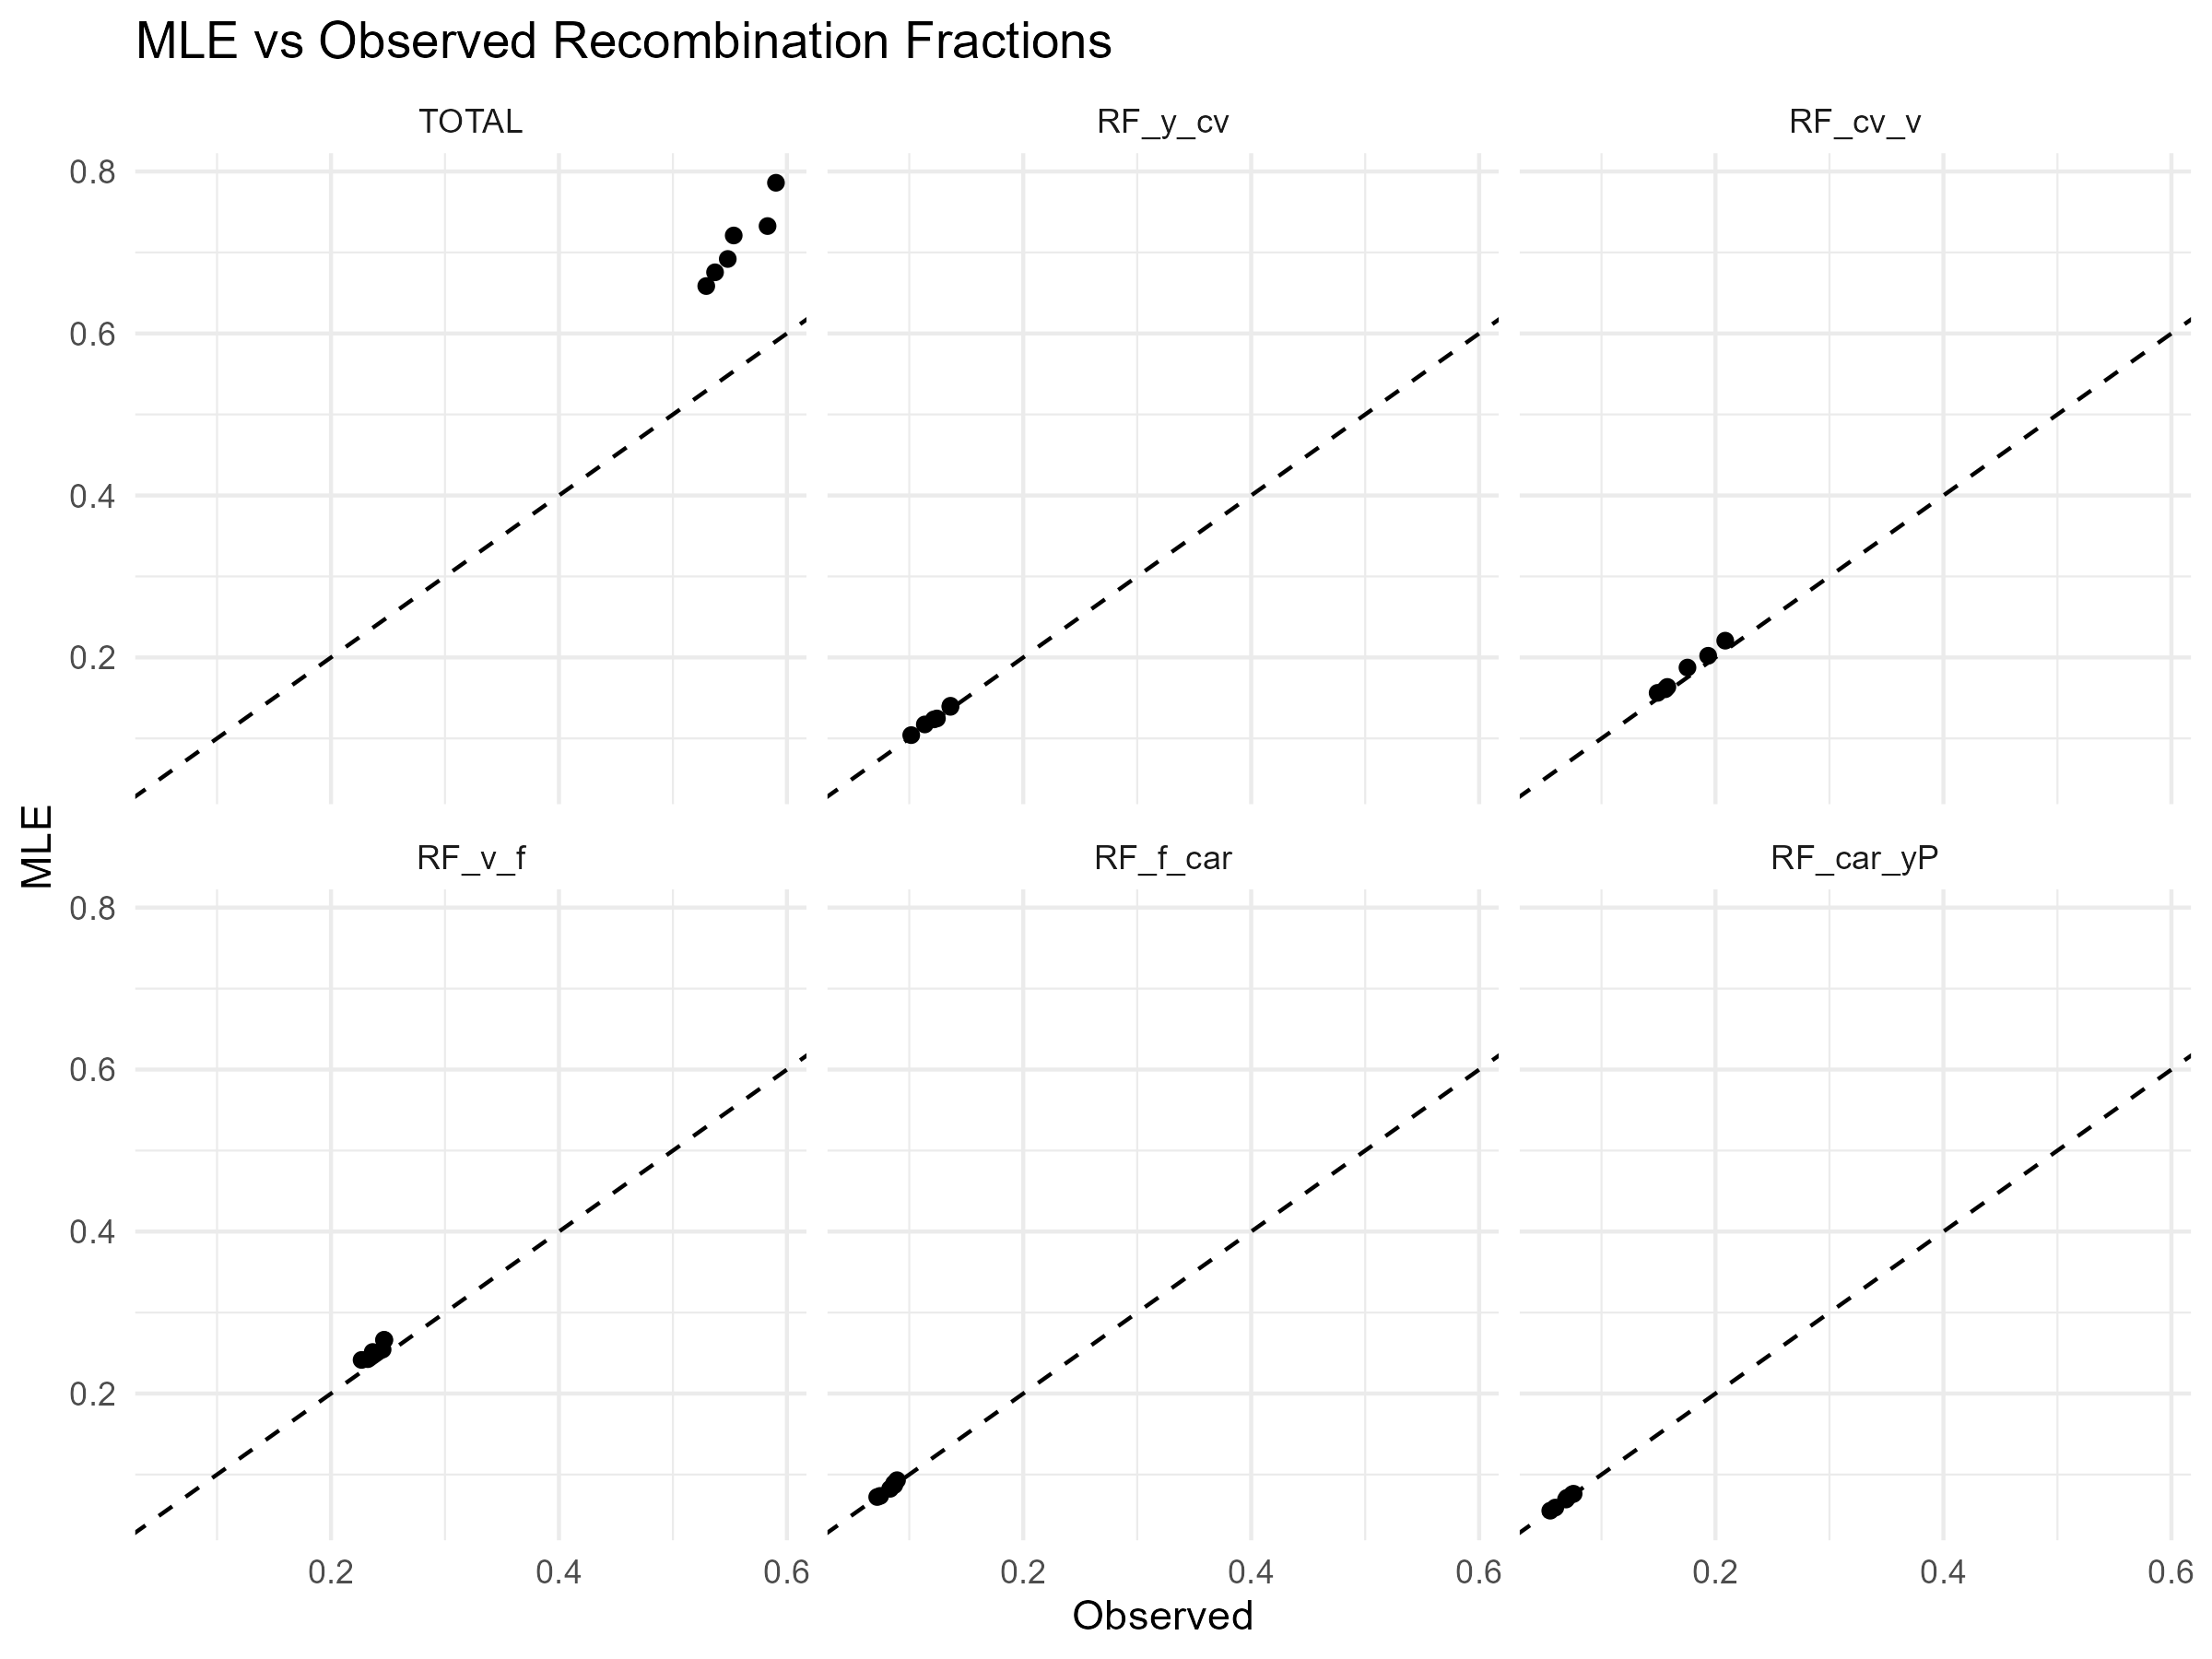 MLE vs Observed Recombination Fractions
TOTAL
RF_y_cv
RF_cv_v
0.8
0.6
0.4
0.2
MLE
RF_v_f
RF_f_car
RF_car_yP
0.8
0.6
0.4
0.2
0.2 0.4 0.6 0.2 0.4 0.6 0.2 0.4 0.6
Observed